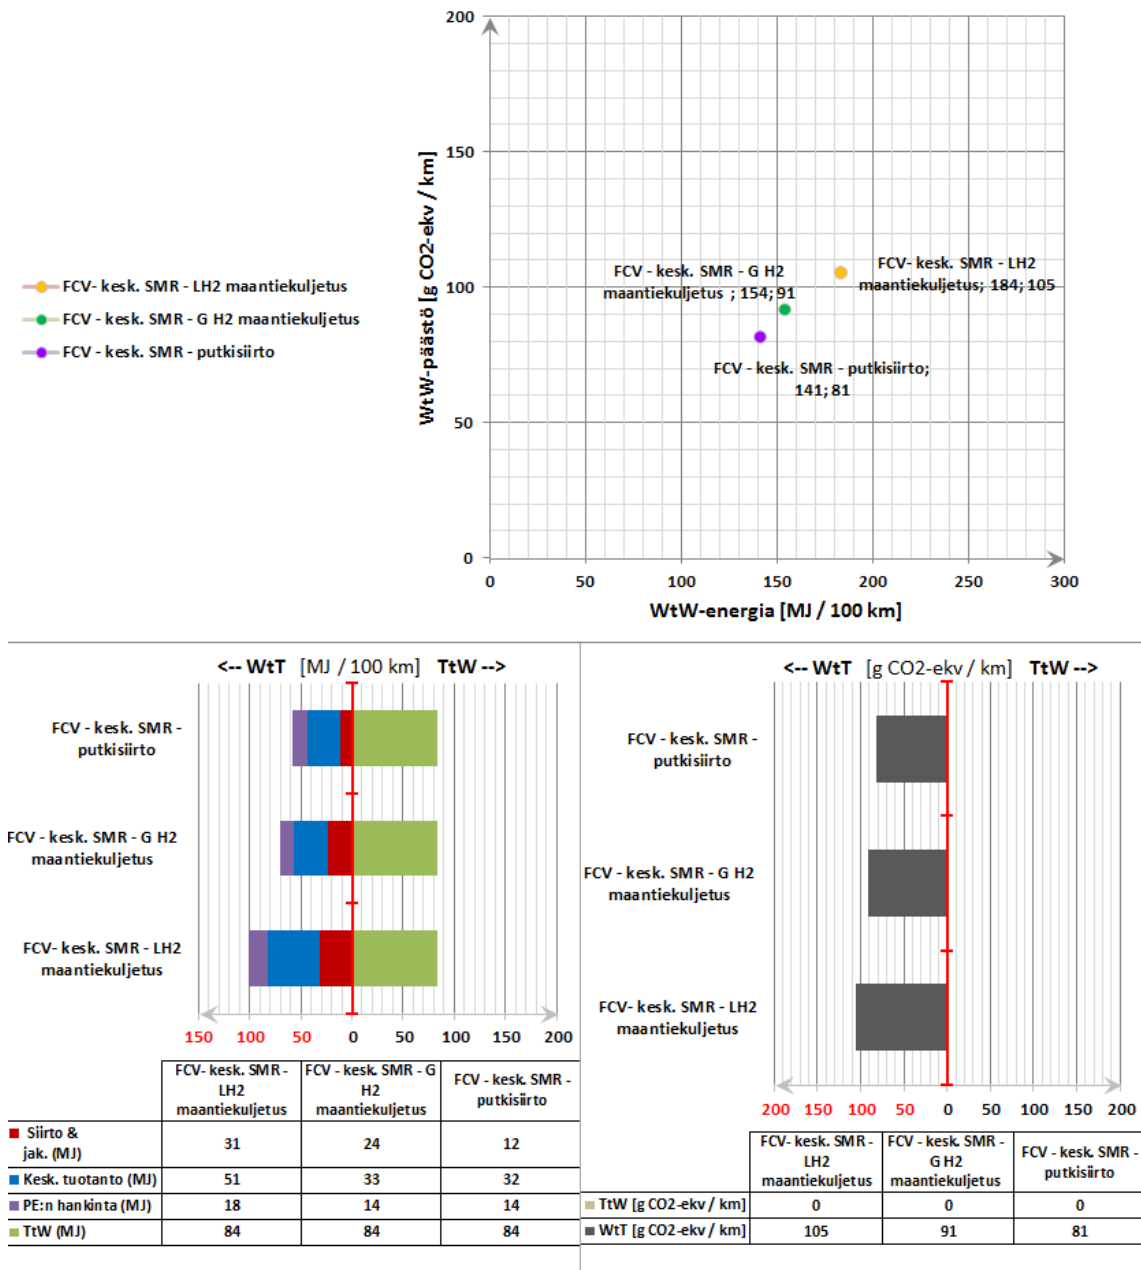 200
150
100
50
0
WtW-päästö [g CO2-ekv / km]
FCV- kesk. SMR - LH2 maantiekuljetus
FCV - kesk. SMR - G H2 maantiekuljetus
FCV - kesk. SMR - putkisiirto
FCV - kesk. SMR - G H2
maantiekuljetus ; 154; 91
FCV- kesk. SMR - LH2
maantiekuljetus; 184; 105
FCV - kesk. SMR - putkisiirto;
141; 81
0 50 100 150 200 250 300
WtW-energia [MJ / 100 km]
<-- WtT [MJ / 100 km] TtW -->
FCV - kesk. SMR -
putkisiirto
FCV - kesk. SMR - G H2
maantiekuljetus
FCV- kesk. SMR - LH2
maantiekuljetus
150 100 50 0 50 100 150 200
FCV- kesk. SMR -
LH2
maantiekuljetus
FCV - kesk. SMR - G
H2
maantiekuljetus
FCV - kesk. SMR -
putkisiirto
Siirto &
jak. (MJ)
31 24 12
Kesk. tuotanto (MJ) 51 33 32
PE:n hankinta (MJ) 18 14 14
TtW (MJ) 84 84 84
<-- WtT [g CO2-ekv / km] TtW -->
FCV - kesk. SMR -
putkisiirto
FCV - kesk. SMR - G H2
maantiekuljetus
FCV- kesk. SMR - LH2
maantiekuljetus
200 150 100 50 0 50 100 150 200
FCV- kesk. SMR -
LH2
maantiekuljetus
FCV - kesk. SMR -
G H2
maantiekuljetus
FCV - kesk. SMR -
putkisiirto
TtW [g CO2-ekv / km] 0 0 0
WtT [g CO2-ekv / km] 105 91 81